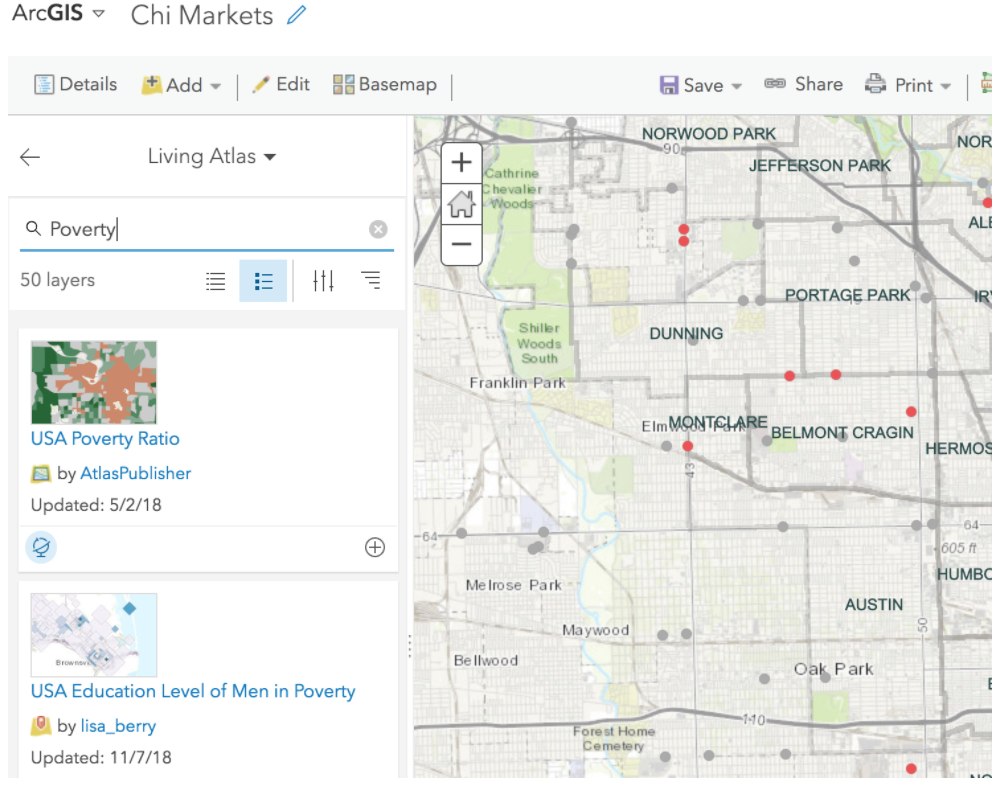 ArcGIS Chi Markets
Details Add Edit Basemap Save Share Print
Living Atlas
Poverty
50 layers
USA Poverty Ratio
by AtlasPublisher
Updated: 5/2/18
Brownsv
USA Education Level of Men in Poverty
by lisa_berry
Updated: 11/7/18
NORWOOD PARK
90
NOR
JEFFERSON PARK
Cathrine
Chevalier
Woods
ALB
PORTAGE PARK
IRV
Shiller
Woods
South
DUNNING
Franklin Park
Elmwood Park
MONTCLARE
BELMONT CRAGIN
HERMOS
43
64
64
605 ft
HUMBO
Melrose Park
AUSTIN
Maywood
50
Bellwood
Oak Park
110
Forest Home
Cemetery